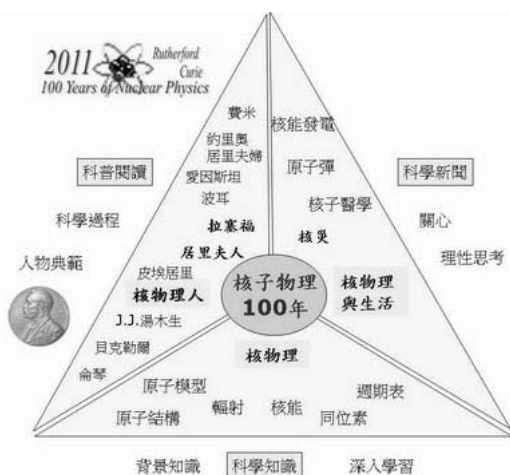 2011
Rutherford
Curie
100 Years of Nuclear Physics
費米
約里奧
居里夫婦
愛因斯坦
波耳
拉塞福
居里夫人
皮埃居里
核物理人
J.J.湯木生
貝克勒爾
侖琴
核能發電
原子彈
核子醫學
核災
核物理
與生活
核子物理
100年
核物理
原子模型
原子結構
輻射
核能
同位素
週期表
科普閱讀
科學過程
人物典範
科學新聞
關心
理性思考
背景知識
科學知識
深入學習